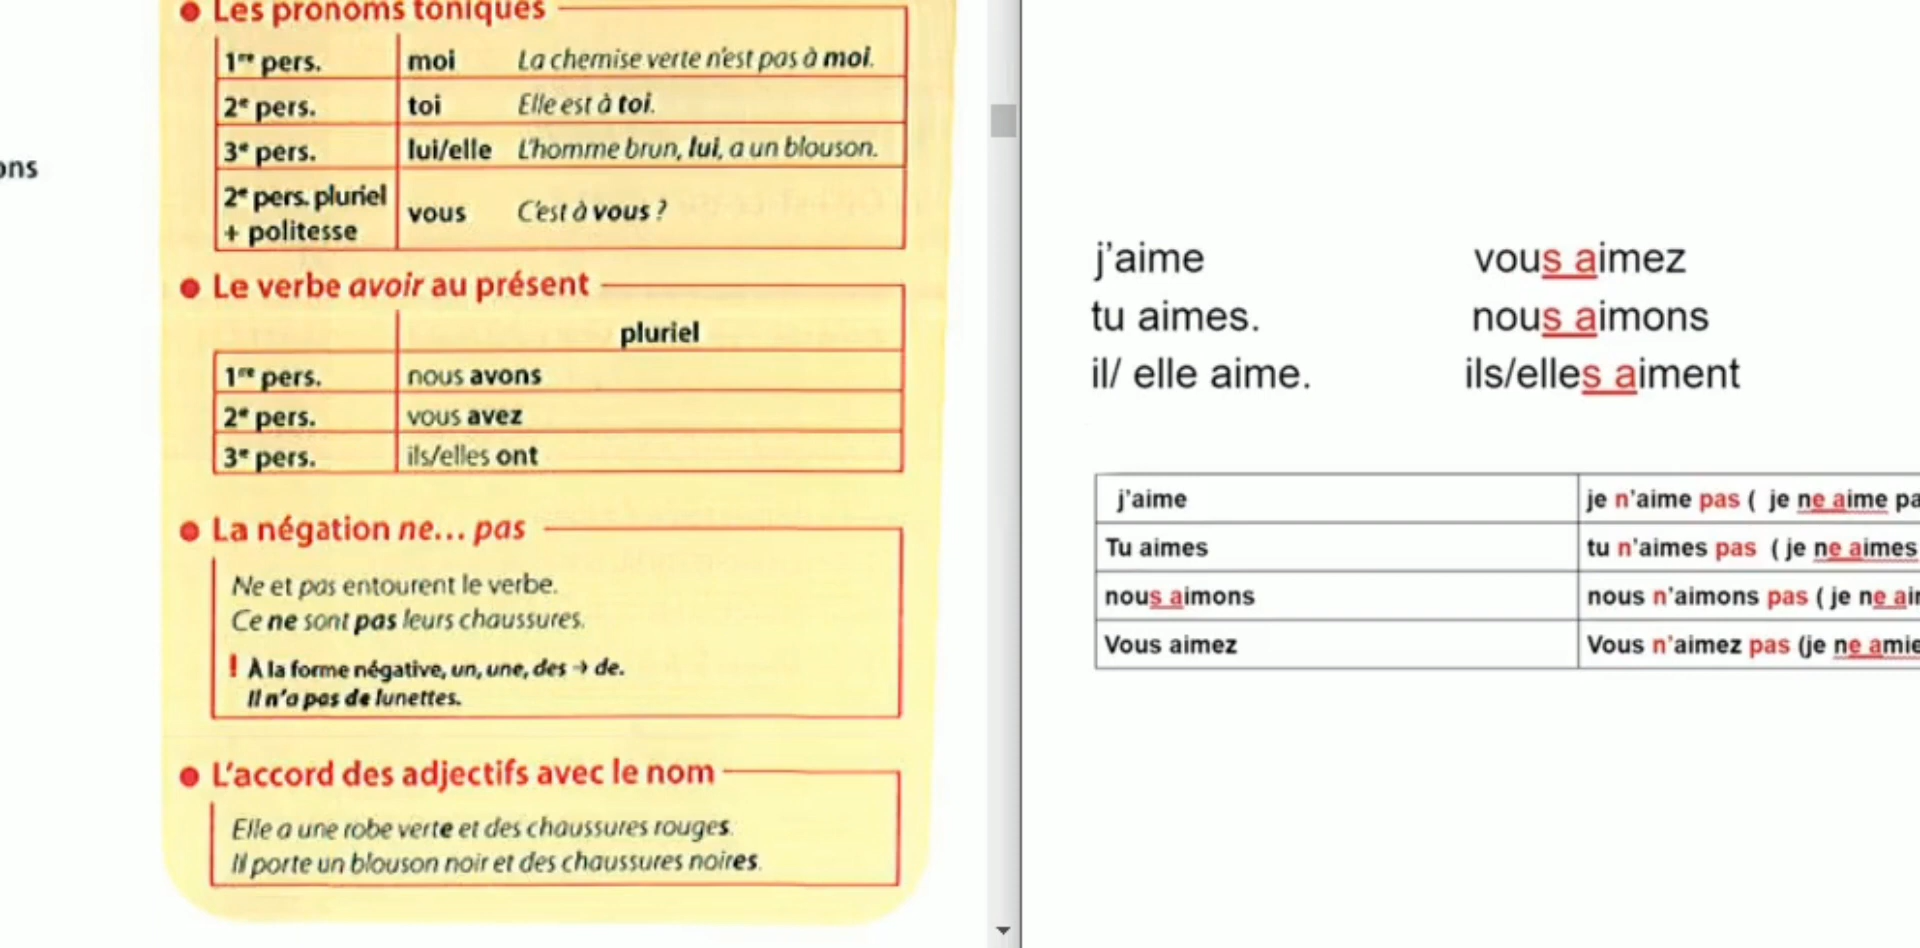 ons
Les pronoms toniques
1re pers. moi La chemise verte n'est pas à moi.
2e pers. toi Elle est à toi.
3e pers. lui/elle L'homme brun, lui, a un blouson.
2e pers. pluriel
+ politesse vous C'est à vous ?
Le verbe avoir au présent
pluriel
1re pers. nous avons
2e pers. vous avez
3e pers. ils/elles ont
La négation ne... pas
Ne et pas entourent le verbe.
Ce ne sont pas leurs chaussures.
! À la forme négative, un, une, des → de.
Il n'a pas de lunettes.
L'accord des adjectifs avec le nom
Elle a une robe verte et des chaussures rouges.
Il porte un blouson noir et des chaussures noires.
j'aime vous aimez
tu aimes. nous aimons
il/ elle aime. ils/elles aiment
j'aime je n'aime pas ( je ne aime pa
Tu aimes tu n'aimes pas ( je ne aimes
nous aimons nous n'aimons pas ( je ne air
Vous aimez Vous n'aimez pas (je ne amie